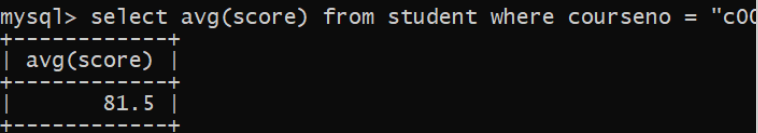 mysql> select avg(score) from student where courseno = "c00
+------------+
| avg(score) |
+------------+
|       81.5 |
+------------+